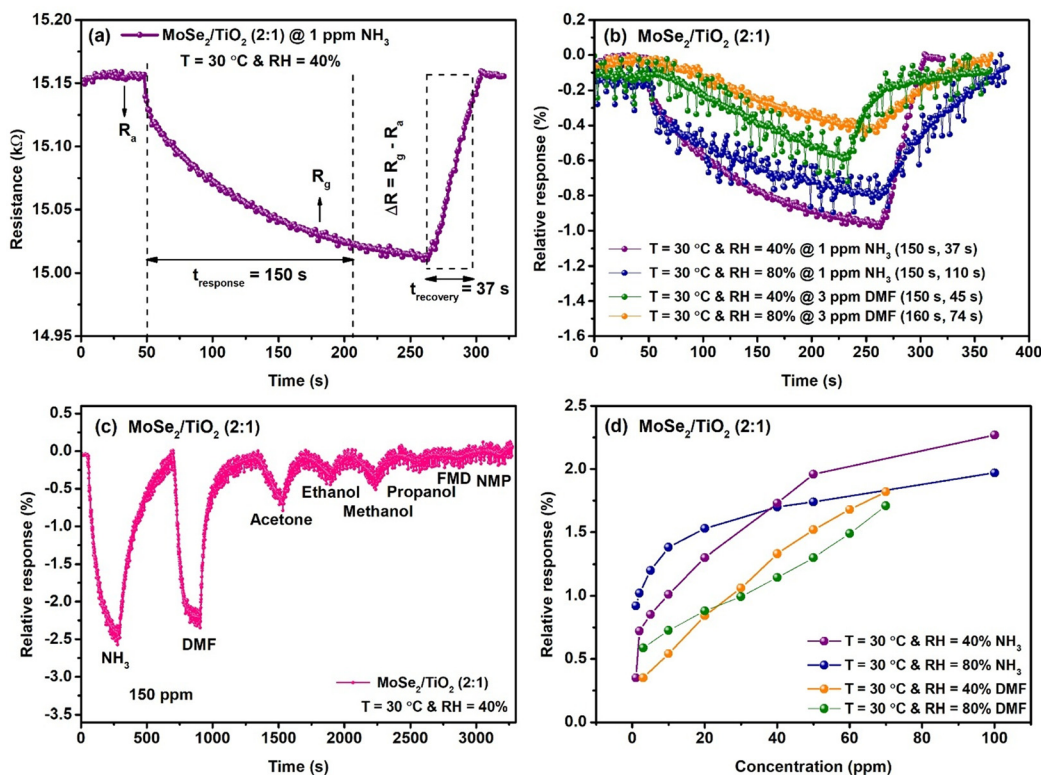 (a)
MoSe₂/TiO₂ (2:1) @ 1 ppm NH₃
T = 30 °C & RH = 40%
Rₐ
R_g
ΔR = R_g - Rₐ
t_response = 150 s
t_recovery = 37 s
15.20
15.15
15.10
15.05
15.00
14.95
Resistance (kΩ)
0 50 100 150 200 250 300
Time (s)
(b) MoSe₂/TiO₂ (2:1)
0.0
-0.2
-0.4
-0.6
-0.8
-1.0
-1.2
-1.4
-1.6
Relative response (%)
T = 30 °C & RH = 40% @ 1 ppm NH₃ (150 s, 37 s)
T = 30 °C & RH = 80% @ 1 ppm NH₃ (150 s, 110 s)
T = 30 °C & RH = 40% @ 3 ppm DMF (150 s, 45 s)
T = 30 °C & RH = 80% @ 3 ppm DMF (160 s, 74 s)
0 50 100 150 200 250 300 350 400
Time (s)
(c) MoSe₂/TiO₂ (2:1)
0.5
0.0
-0.5
-1.0
-1.5
-2.0
-2.5
-3.0
-3.5
Relative response (%)
NH₃
DMF
Acetone
Ethanol
Methanol
Propanol
FMD
NMP
150 ppm
MoSe₂/TiO₂ (2:1)
T = 30 °C & RH = 40%
0 500 1000 1500 2000 2500 3000
Time (s)
(d) MoSe₂/TiO₂ (2:1)
2.5
2.0
1.5
1.0
0.5
0.0
Relative response (%)
T = 30 °C & RH = 40% NH₃
T = 30 °C & RH = 80% NH₃
T = 30 °C & RH = 40% DMF
T = 30 °C & RH = 80% DMF
0 20 40 60 80 100
Concentration (ppm)